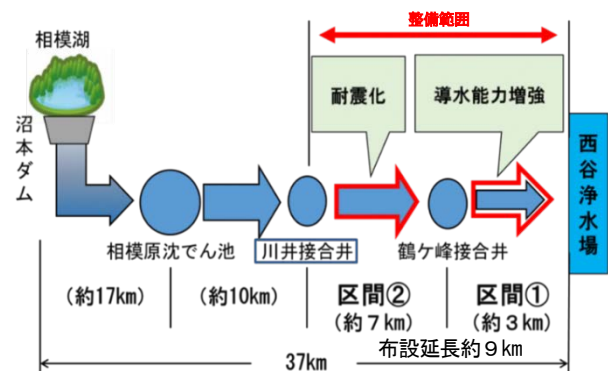 整備範囲
相模湖
耐震化
導水能力増強
沼本ダム
西谷浄水場
相模原沈でん池
川井接合井
鶴ケ峰接合井
(約17km)
(約10km)
区間②
(約7km)
区間①
(約3km)
布設延長約9km
37km